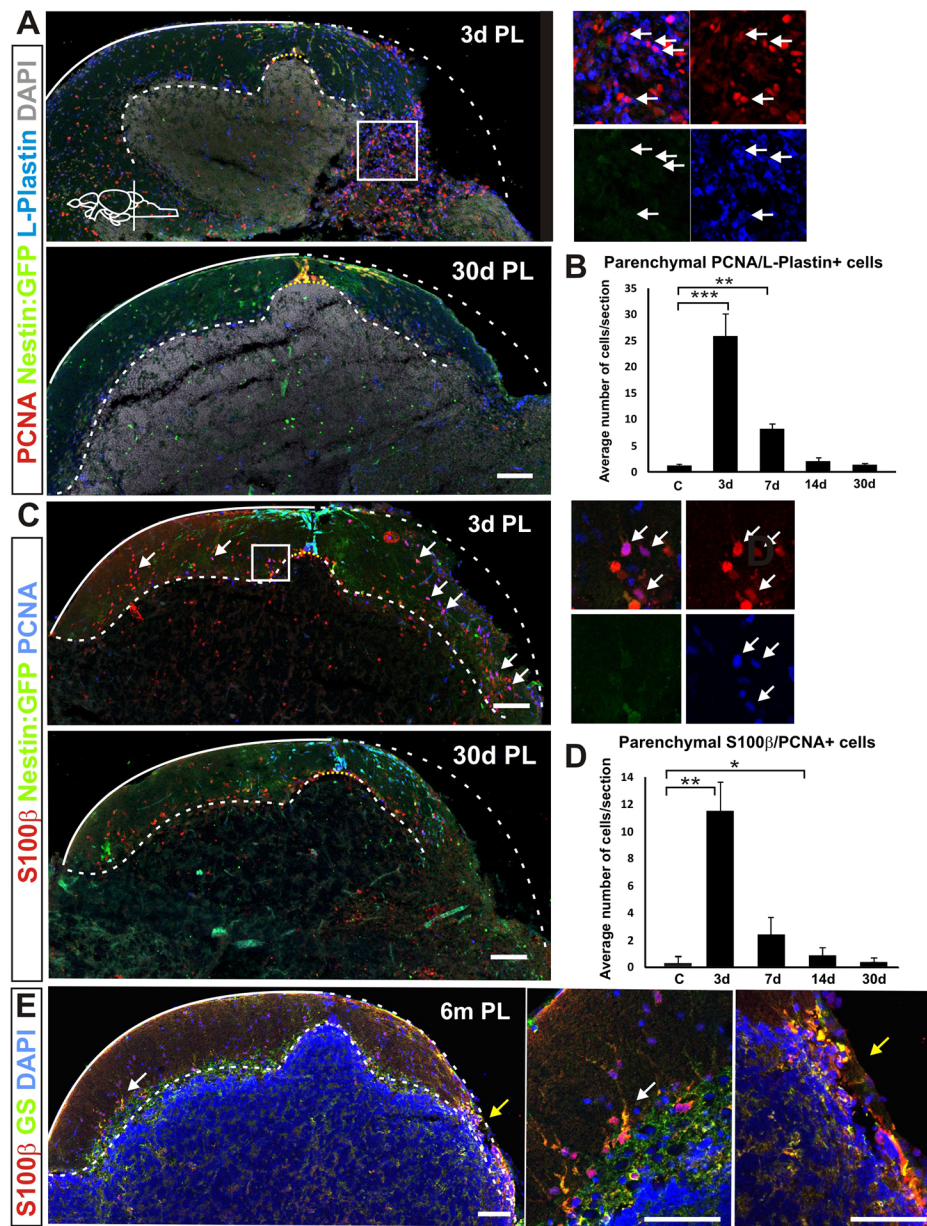 A
PCNA Nestin:GFP L-Plastin DAPI
3d PL
30d PL
B
Parenchymal PCNA/L-Plastin+ cells
Average number of cells/section
35
30
25
20
15
10
5
0
***
**
C 3d 7d 14d 30d
C
S100β Nestin:GFP PCNA
3d PL
D
30d PL
D
Parenchymal S100β/PCNA+ cells
Average number of cells/section
14
12
10
8
6
4
2
0
**
*
C 3d 7d 14d 30d
E
S100β GS DAPI
6m PL